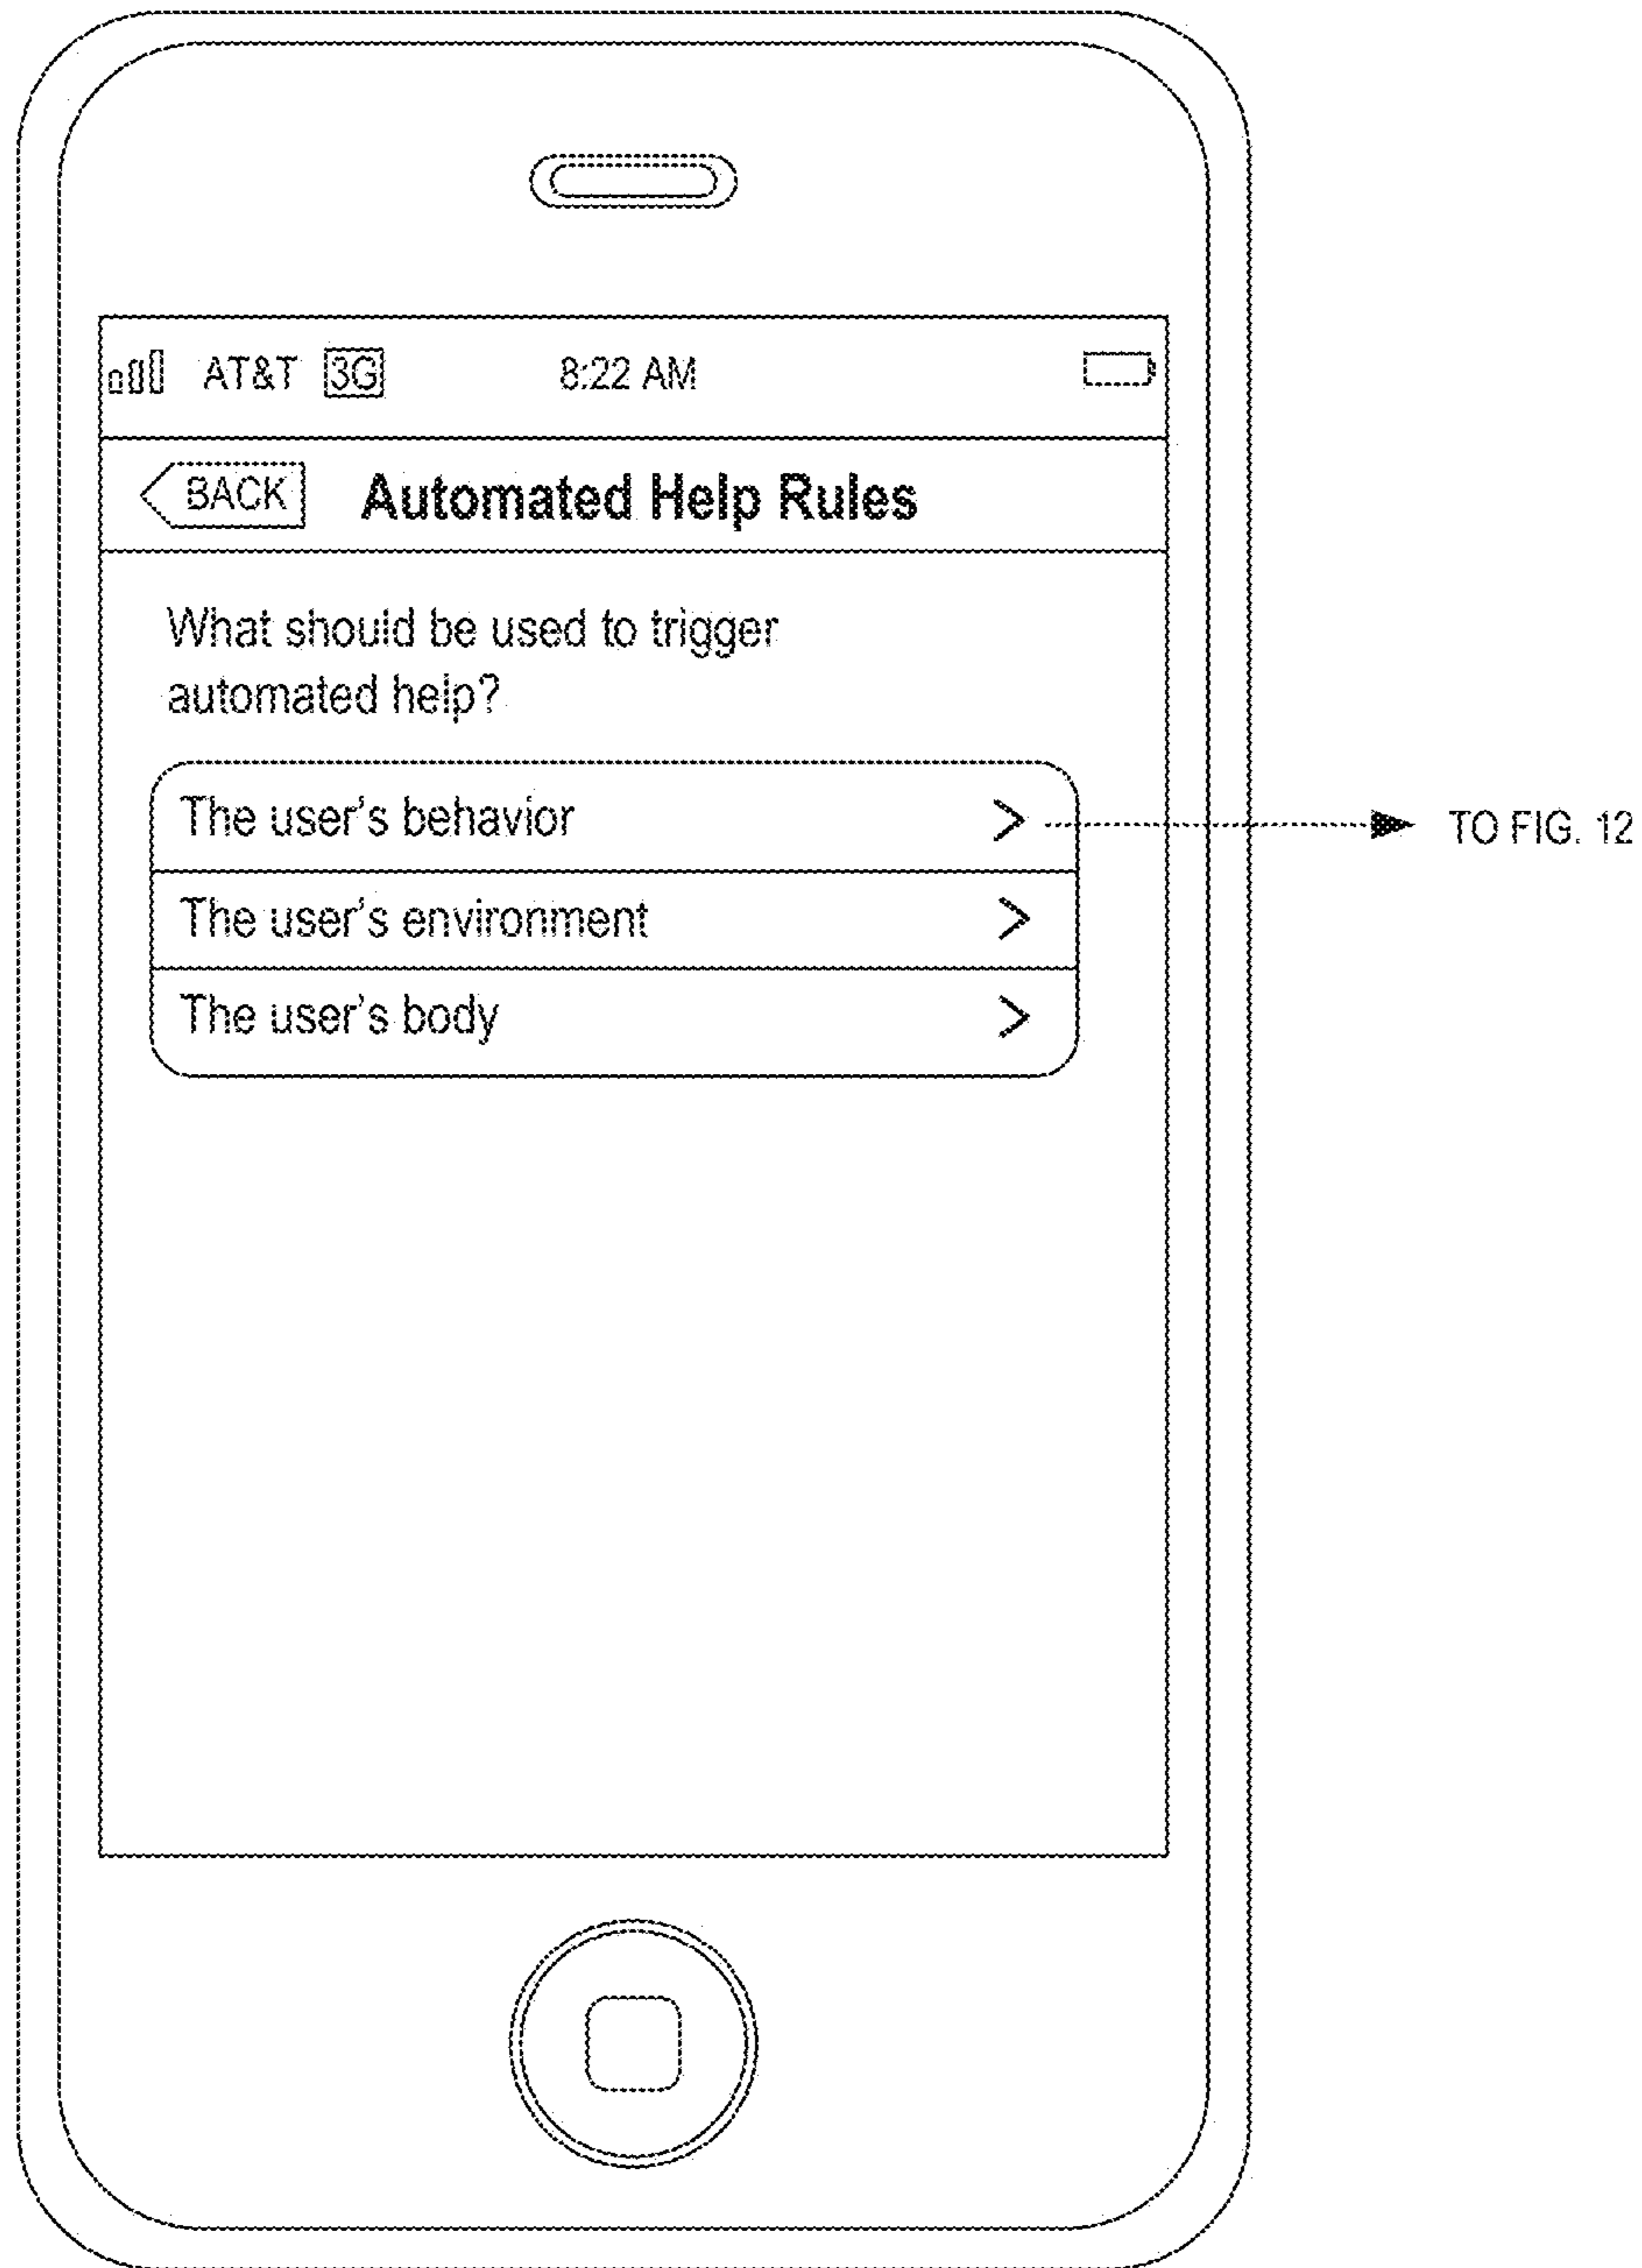 AT&T 3G 8:22 AM
BACK Automated Help Rules
What should be used to trigger
automated help?
The user's behavior > TO FIG. 12
The user's environment >
The user's body >